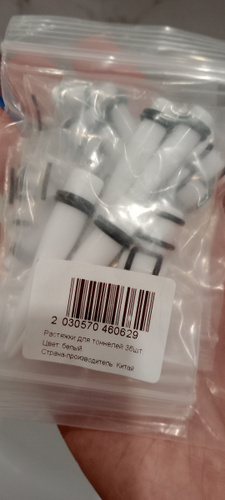 2 030570 460629
Растяжки для тоннелей 36шт
Цвет: белый
Страна-производитель: Китай